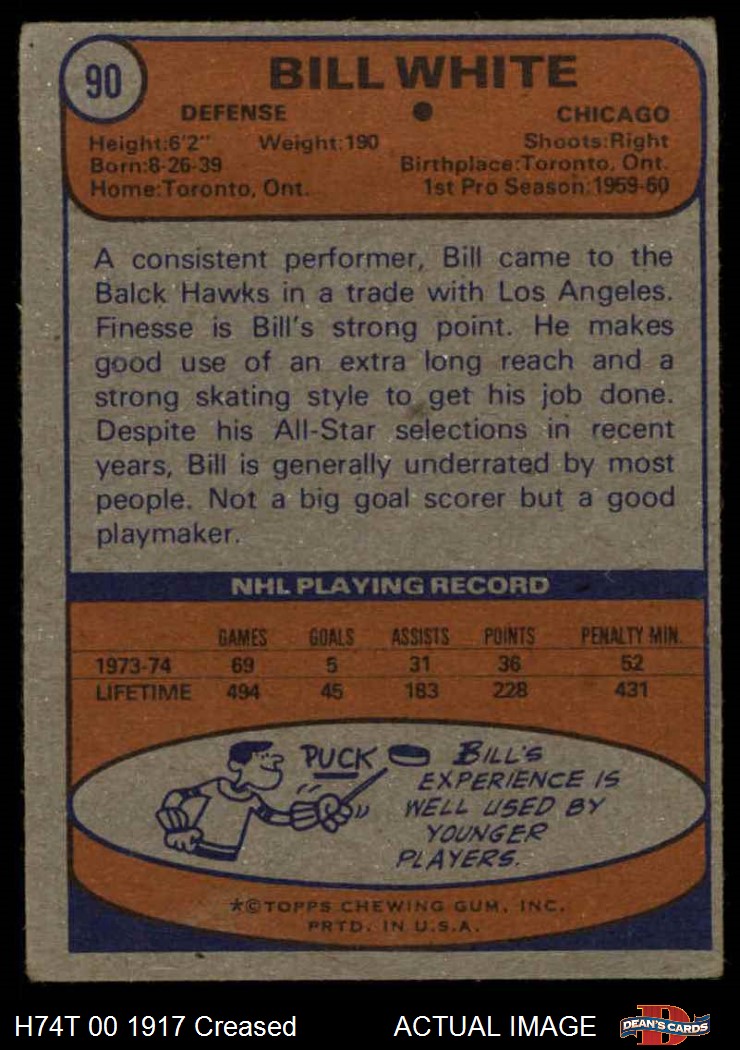 90
BILL WHITE
DEFENSE ● CHICAGO
Height:6'2" Weight:190 Shoots:Right
Born:8-26-39 Birthplace:Toronto, Ont.
Home:Toronto, Ont. 1st Pro Season:1959-60
A consistent performer, Bill came to the
Balck Hawks in a trade with Los Angeles.
Finesse is Bill's strong point. He makes
good use of an extra long reach and a
strong skating style to get his job done.
Despite his All-Star selections in recent
years, Bill is generally underrated by most
people. Not a big goal scorer but a good
playmaker.
NHL PLAYING RECORD
GAMES GOALS ASSISTS POINTS PENALTY MIN.
1973-74 69 5 31 36 52
LIFETIME 494 45 183 228 431
PUCK
BILL'S
EXPERIENCE IS
WELL USED BY
YOUNGER
PLAYERS.
★©TOPPS CHEWING GUM, INC.
PRTD. IN U.S.A.
H74T 00 1917 Creased ACTUAL IMAGE
D
DEAN'S CARDS